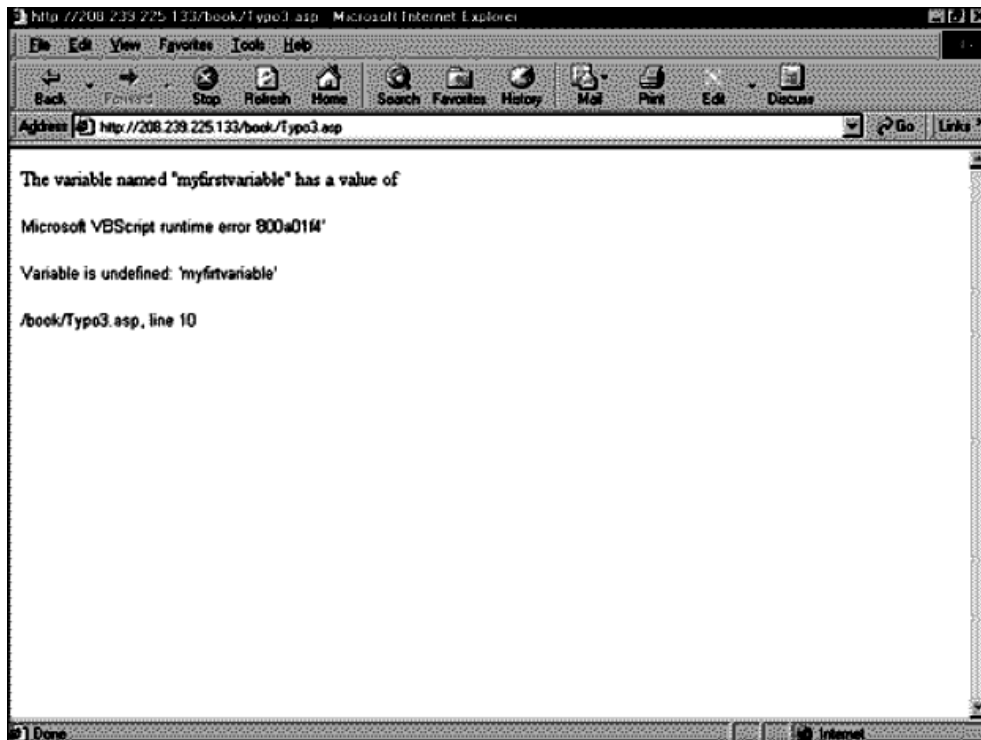 http //208 239 225 133/book/Typo3 asp Microsoft Internet Explorer
File Edit View Favorites Tools Help
Back Forward Stop Refresh Home Search Favorites History Mail Print Edit Discuss
Address http://208.239.225.133/book/Typo3.asp Go Links
The variable named "myfirstvariable" has a value of
Microsoft VBScript runtime error '800a01f4'
Variable is undefined: 'myfirtvariable'
/book/Typo3.asp, line 10
Done Internet